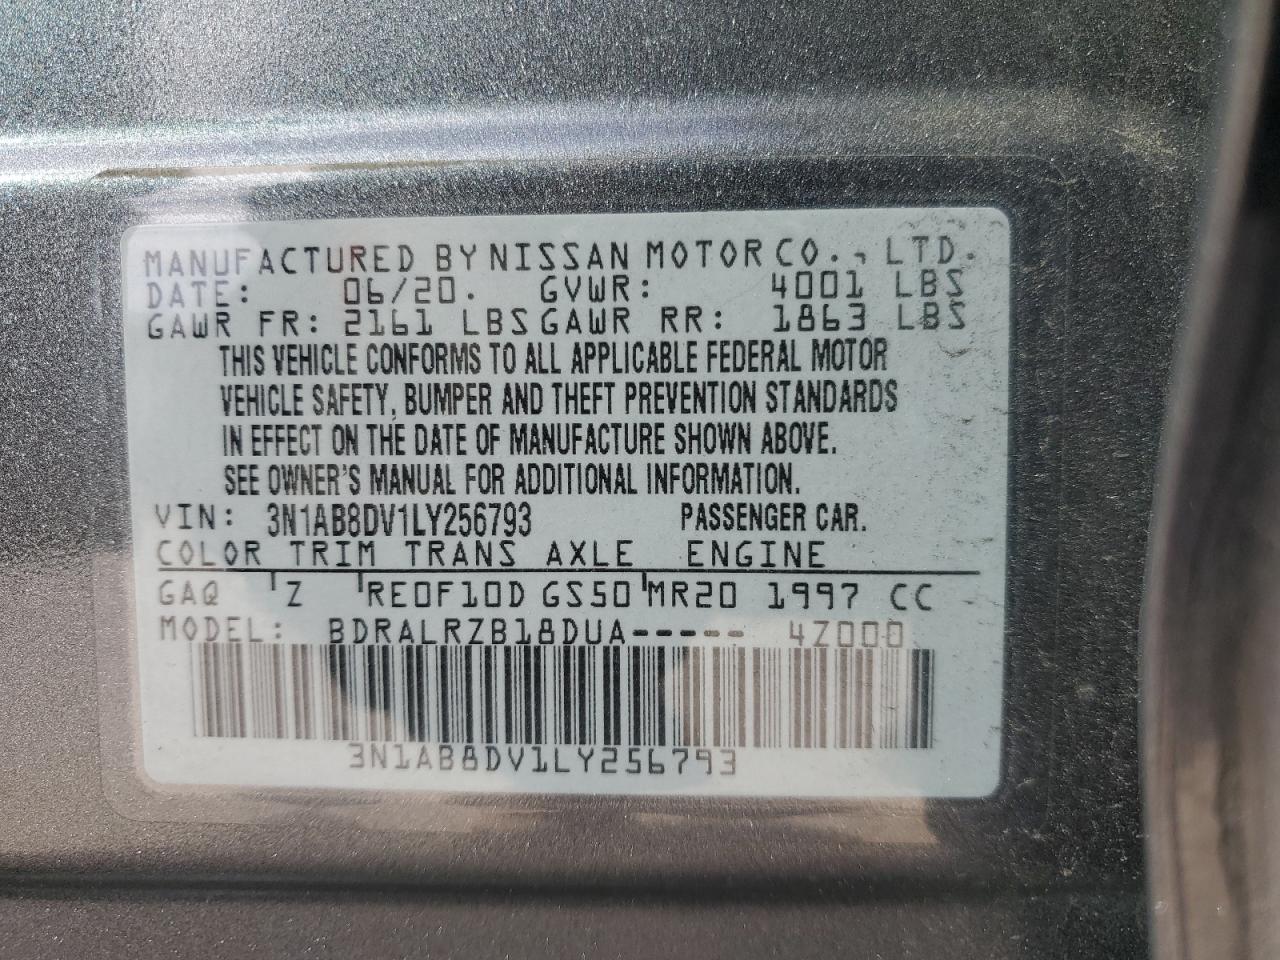 MANUFACTURED BY NISSAN MOTOR CO., LTD.
DATE: 06/20. GVWR: 4001 LBS
GAWR FR: 2161 LBS GAWR RR: 1863 LBS
THIS VEHICLE CONFORMS TO ALL APPLICABLE FEDERAL MOTOR
VEHICLE SAFETY, BUMPER AND THEFT PREVENTION STANDARDS
IN EFFECT ON THE DATE OF MANUFACTURE SHOWN ABOVE.
SEE OWNER'S MANUAL FOR ADDITIONAL INFORMATION.
VIN: 3N1AB8DV1LY256793 PASSENGER CAR.
COLOR TRIM TRANS AXLE ENGINE
GAQ Z RE0F10D GS50 MR20 1997 CC
MODEL: BDRALRZB18DUA----- 4Z000
3N1AB8DV1LY256793